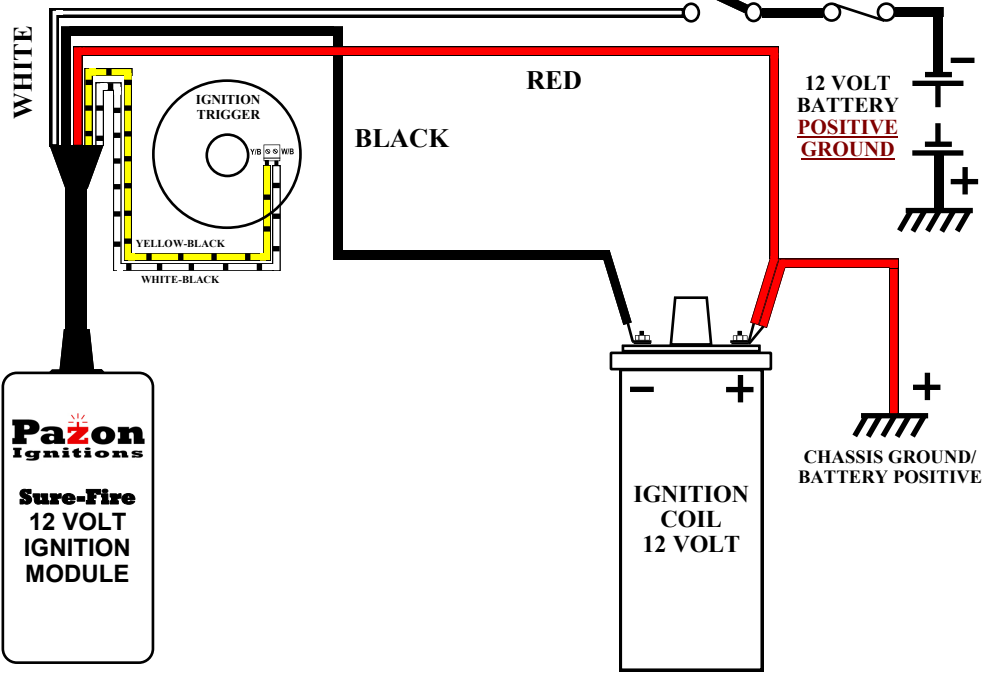 WHITE
IGNITION
TRIGGER
Y/B
W/B
YELLOW-BLACK
WHITE-BLACK
BLACK
RED
12 VOLT
BATTERY
POSITIVE
GROUND
−
+
+
CHASSIS GROUND/
BATTERY POSITIVE
− +
IGNITION
COIL
12 VOLT
Pazon
Ignitions
Sure-Fire
12 VOLT
IGNITION
MODULE